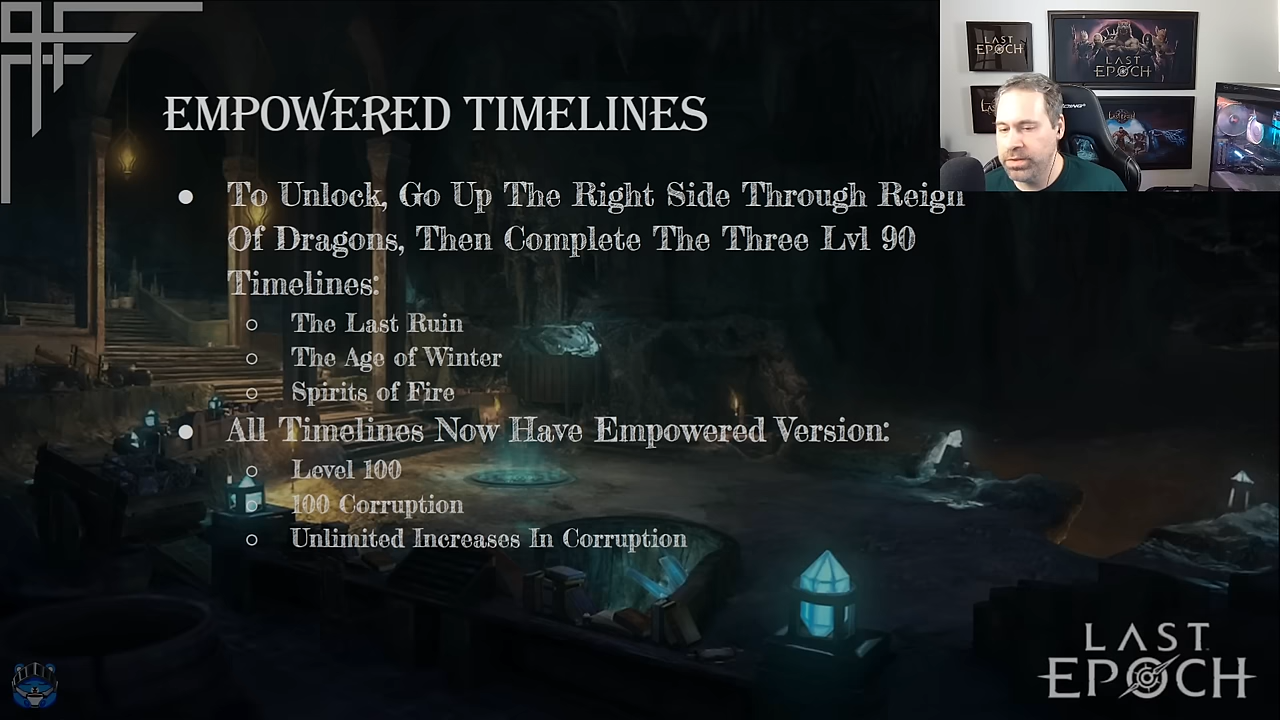 EMPOWERED TIMELINES
● To Unlock, Go Up The Right Side Through Reign
Of Dragons, Then Complete The Three Lvl 90
Timelines:
○ The Last Ruin
○ The Age of Winter
○ Spirits of Fire
● All Timelines Now Have Empowered Version:
○ Level 100
○ 100 Corruption
○ Unlimited Increases In Corruption
LAST
EPOCH
LAST
EPOCH
LAST
EPOCH